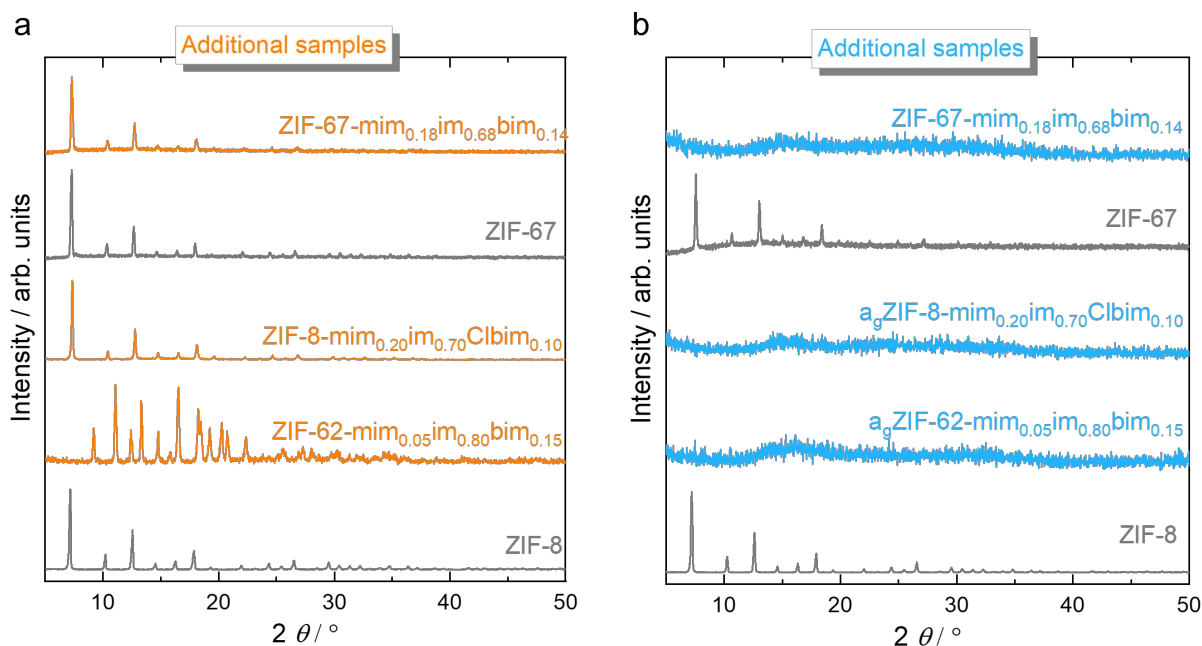 a
Additional samples
ZIF-67-mim0.18im0.68bim0.14
ZIF-67
ZIF-8-mim0.20im0.70Clbim0.10
ZIF-62-mim0.05im0.80bim0.15
ZIF-8
Intensity / arb. units
10 20 30 40 50
2 θ / °
b
Additional samples
ZIF-67-mim0.18im0.68bim0.14
ZIF-67
agZIF-8-mim0.20im0.70Clbim0.10
agZIF-62-mim0.05im0.80bim0.15
ZIF-8
Intensity / arb. units
10 20 30 40 50
2 θ / °